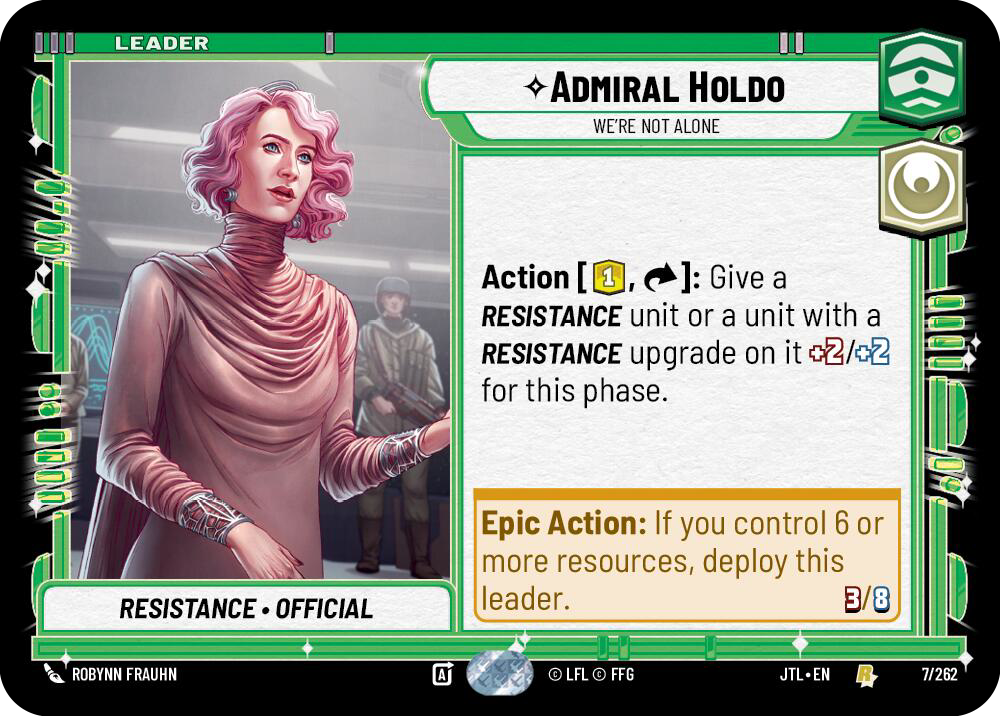 LEADER
ADMIRAL HOLDO
WE'RE NOT ALONE
Action [1, ]: Give a
RESISTANCE unit or a unit with a
RESISTANCE upgrade on it +2/+2
for this phase.
Epic Action: If you control 6 or
more resources, deploy this
leader. 3/8
RESISTANCE • OFFICIAL
ROBYNN FRAUHN
A
© LFL © FFG
JTL • EN
R
7/262